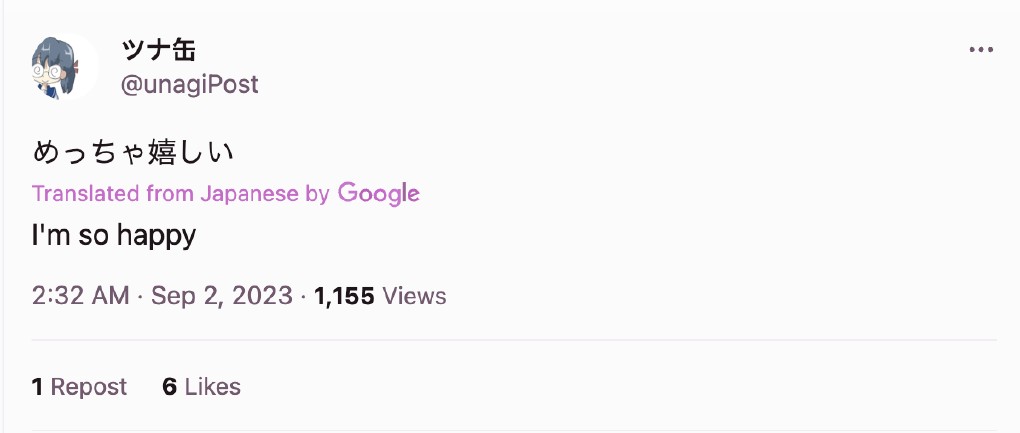 ツナ缶
@unagiPost
めっちゃ嬉しい
Translated from Japanese by Google
I'm so happy
2:32 AM · Sep 2, 2023 · 1,155 Views
1 Repost 6 Likes